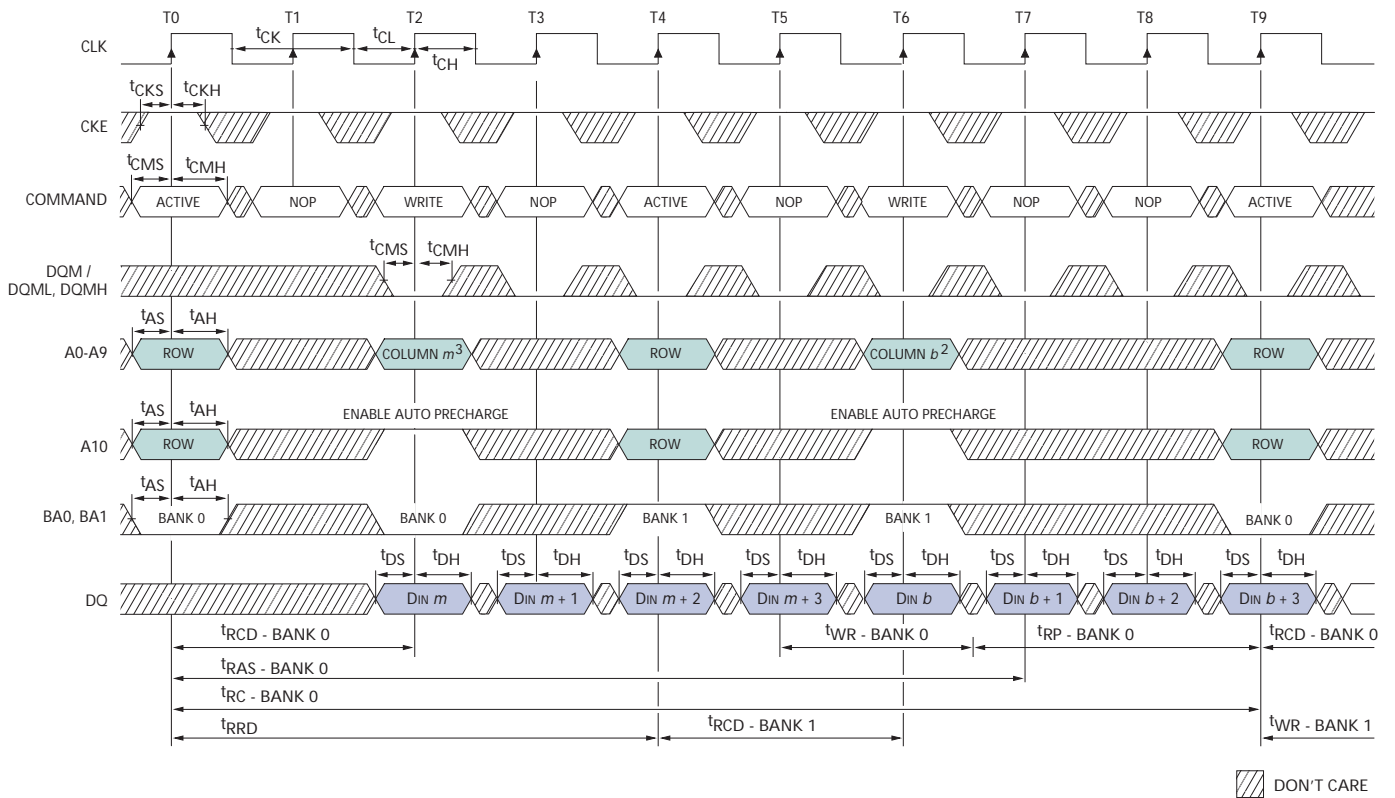 T0 T1 T2 T3 T4 T5 T6 T7 T8 T9
CLK tCK tCL
tCH
tCKS tCKH
CKE
tCMS tCMH
COMMAND ACTIVE NOP WRITE NOP ACTIVE NOP WRITE NOP NOP ACTIVE
tCMS tCMH
DQM /
DQML, DQMH
tAS tAH
A0-A9 ROW COLUMN m3 ROW COLUMN b2 ROW
tAS tAH ENABLE AUTO PRECHARGE ENABLE AUTO PRECHARGE
A10 ROW ROW ROW
tAS tAH
BA0, BA1 BANK 0 BANK 0 BANK 1 BANK 1 BANK 0
tDS tDH tDS tDH tDS tDH tDS tDH tDS tDH tDS tDH tDS tDH tDS tDH
DQ DIN m DIN m + 1 DIN m + 2 DIN m + 3 DIN b DIN b + 1 DIN b + 2 DIN b + 3
tRCD - BANK 0 tWR - BANK 0 tRP - BANK 0 tRCD - BANK 0
tRAS - BANK 0
tRC - BANK 0
tRRD tRCD - BANK 1 tWR - BANK 1
DON'T CARE